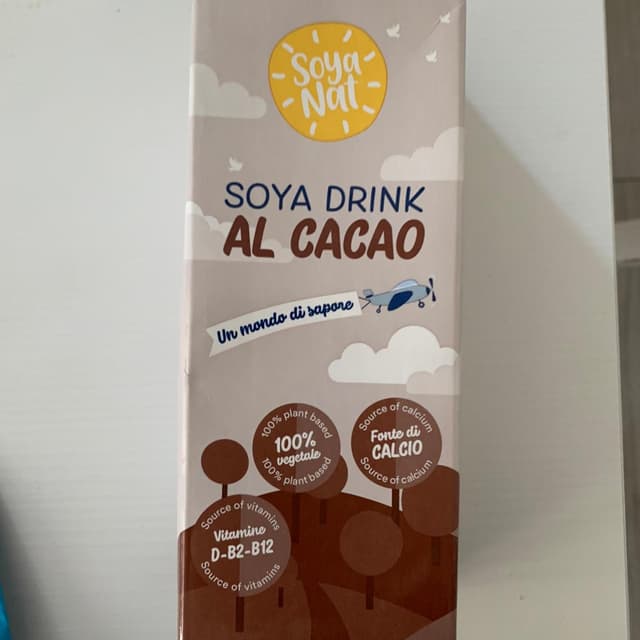 Soya
Nat
SOYA DRINK
AL CACAO
Un mondo di sapore
100% plant based
100%
vegetale
100% plant based
Source of calcium
Fonte di
CALCIO
Source of calcium
Source of vitamins
Vitamine
D-B2-B12
Source of vitamins